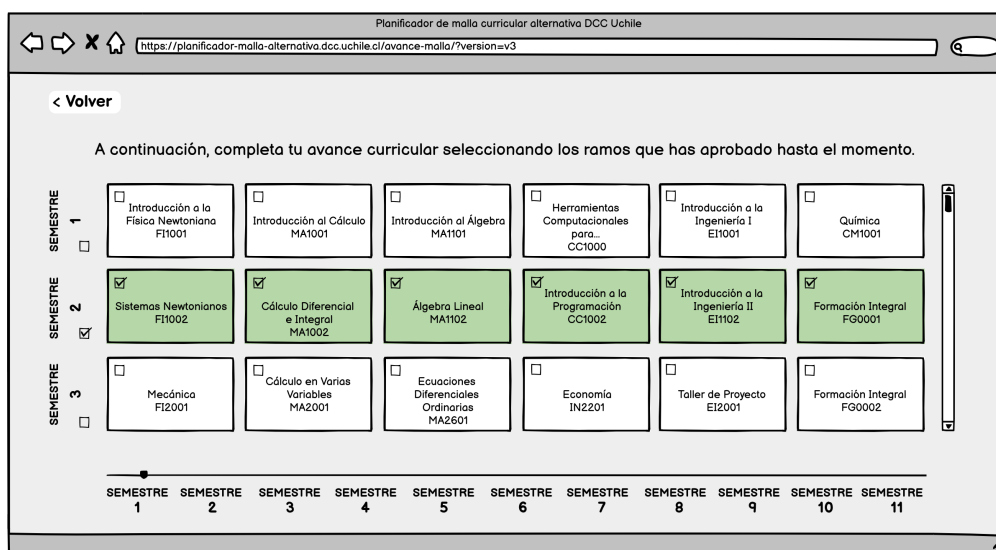 Planificador de malla curricular alternativa DCC Uchile
https://planificador-malla-alternativa.dcc.uchile.cl/avance-malla/?version=v3
< Volver
A continuación, completa tu avance curricular seleccionando los ramos que has aprobado hasta el momento.
SEMESTRE
1
Introducción a la
Física Newtoniana
FI1001
Introducción al Cálculo
MA1001
Introducción al Álgebra
MA1101
Herramientas
Computacionales
para...
CC1000
Introducción a la
Ingeniería I
EI1001
Química
CM1001
SEMESTRE
2
Sistemas Newtonianos
FI1002
Cálculo Diferencial
e Integral
MA1002
Álgebra Lineal
MA1102
Introducción a la
Programación
CC1002
Introducción a la
Ingeniería II
EI1102
Formación Integral
FG0001
SEMESTRE
3
Mecánica
FI2001
Cálculo en Varias
Variables
MA2001
Ecuaciones
Diferenciales
Ordinarias
MA2601
Economía
IN2201
Taller de Proyecto
EI2001
Formación Integral
FG0002
SEMESTRE SEMESTRE SEMESTRE SEMESTRE SEMESTRE SEMESTRE SEMESTRE SEMESTRE SEMESTRE SEMESTRE SEMESTRE
1 2 3 4 5 6 7 8 9 10 11